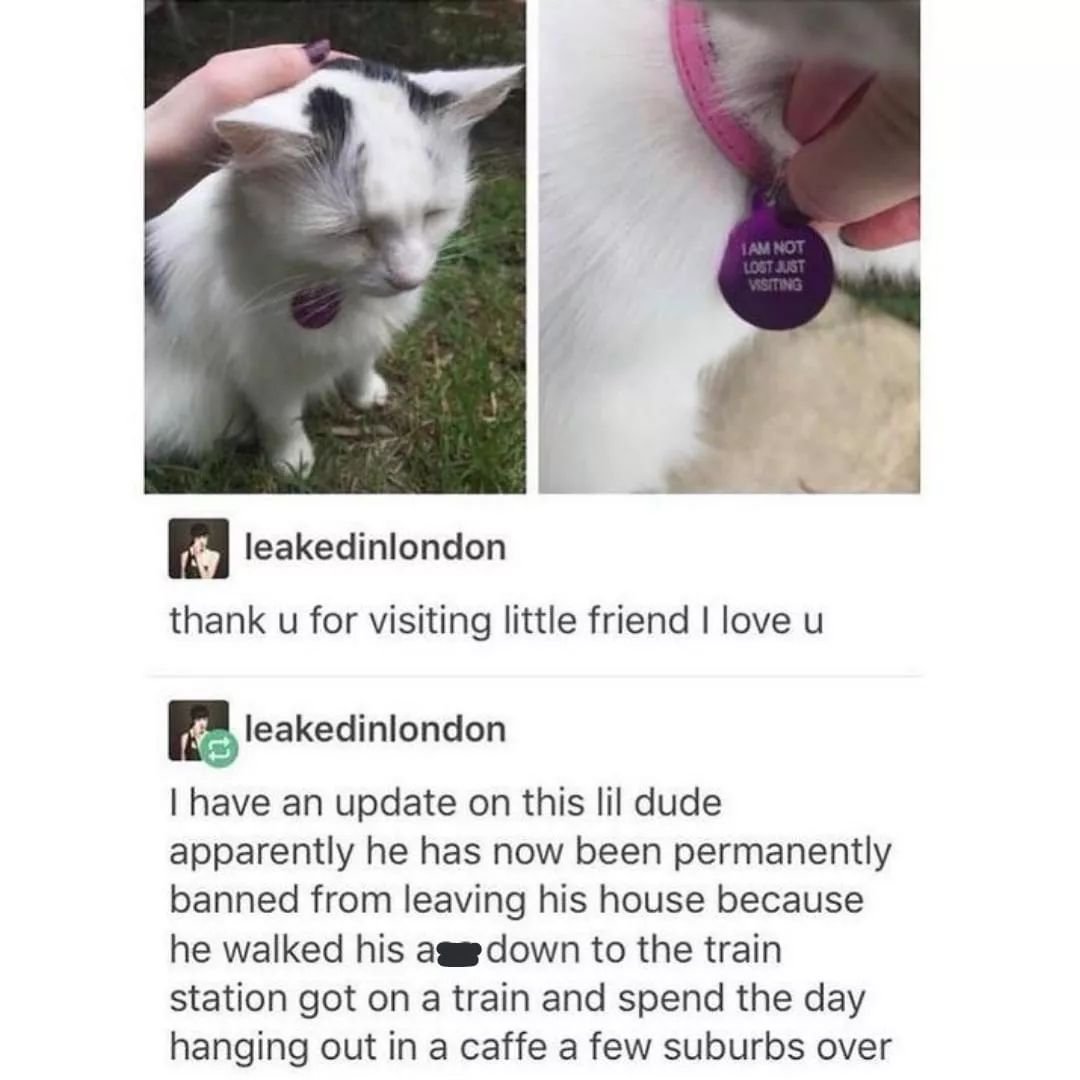 I AM NOT
LOST JUST
VISITING
leakedinlondon
thank u for visiting little friend I love u
leakedinlondon
I have an update on this lil dude
apparently he has now been permanently
banned from leaving his house because
he walked his a down to the train
station got on a train and spend the day
hanging out in a caffe a few suburbs over